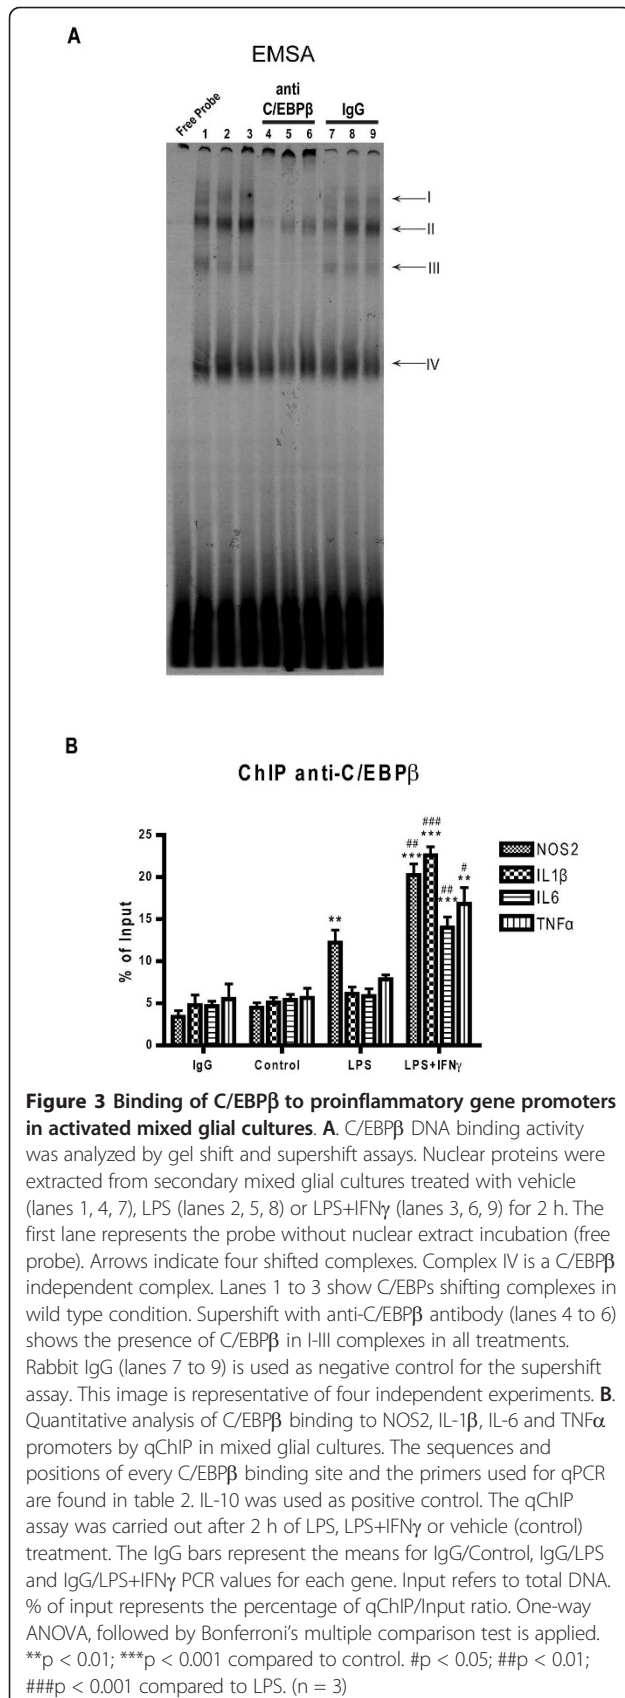 A
EMSA
anti
C/EBPβ
IgG
Free Probe
1 2 3 4 5 6 7 8 9
I
II
III
IV
B
ChIP anti-C/EBPβ
% of Input
25
20
15
10
5
0
**
##
***
###
***
##
***
#
**
NOS2
IL1β
IL6
TNFα
IgG Control LPS LPS+IFNγ
Figure 3 Binding of C/EBPβ to proinflammatory gene promoters
in activated mixed glial cultures. A. C/EBPβ DNA binding activity
was analyzed by gel shift and supershift assays. Nuclear proteins were
extracted from secondary mixed glial cultures treated with vehicle
(lanes 1, 4, 7), LPS (lanes 2, 5, 8) or LPS+IFNγ (lanes 3, 6, 9) for 2 h. The
first lane represents the probe without nuclear extract incubation (free
probe). Arrows indicate four shifted complexes. Complex IV is a C/EBPβ
independent complex. Lanes 1 to 3 show C/EBPs shifting complexes in
wild type condition. Supershift with anti-C/EBPβ antibody (lanes 4 to 6)
shows the presence of C/EBPβ in I-III complexes in all treatments.
Rabbit IgG (lanes 7 to 9) is used as negative control for the supershift
assay. This image is representative of four independent experiments. B.
Quantitative analysis of C/EBPβ binding to NOS2, IL-1β, IL-6 and TNFα
promoters by qChIP in mixed glial cultures. The sequences and
positions of every C/EBPβ binding site and the primers used for qPCR
are found in table 2. IL-10 was used as positive control. The qChIP
assay was carried out after 2 h of LPS, LPS+IFNγ or vehicle (control)
treatment. The IgG bars represent the means for IgG/Control, IgG/LPS
and IgG/LPS+IFNγ PCR values for each gene. Input refers to total DNA.
% of input represents the percentage of qChIP/Input ratio. One-way
ANOVA, followed by Bonferroni's multiple comparison test is applied.
**p < 0.01; ***p < 0.001 compared to control. #p < 0.05; ##p < 0.01;
###p < 0.001 compared to LPS. (n = 3)